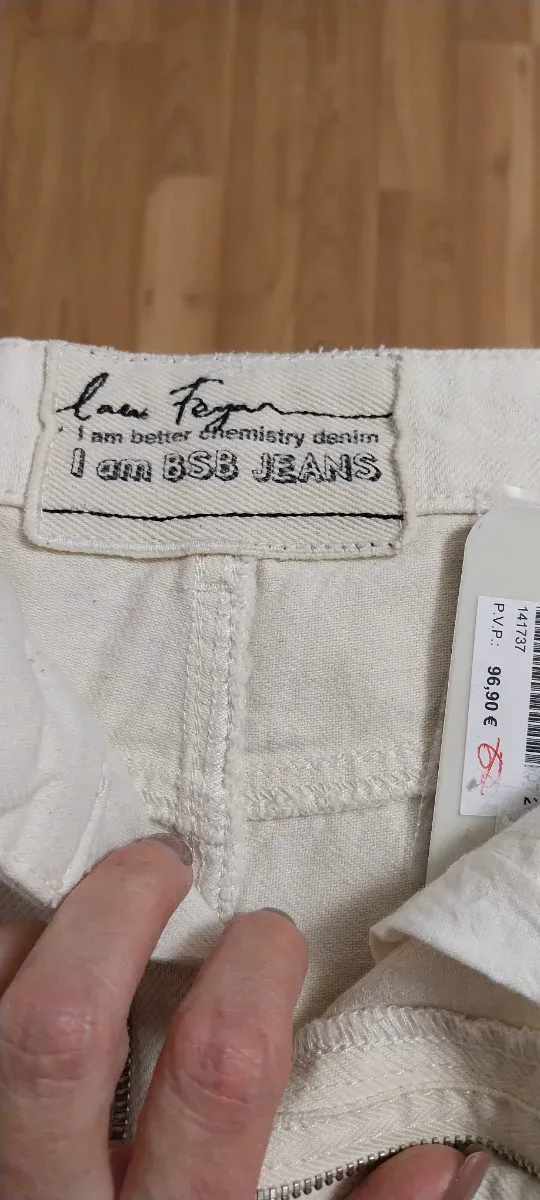 I am better chemistry denim
I am BSB JEANS
141737
P.V.P.: 96,90 €